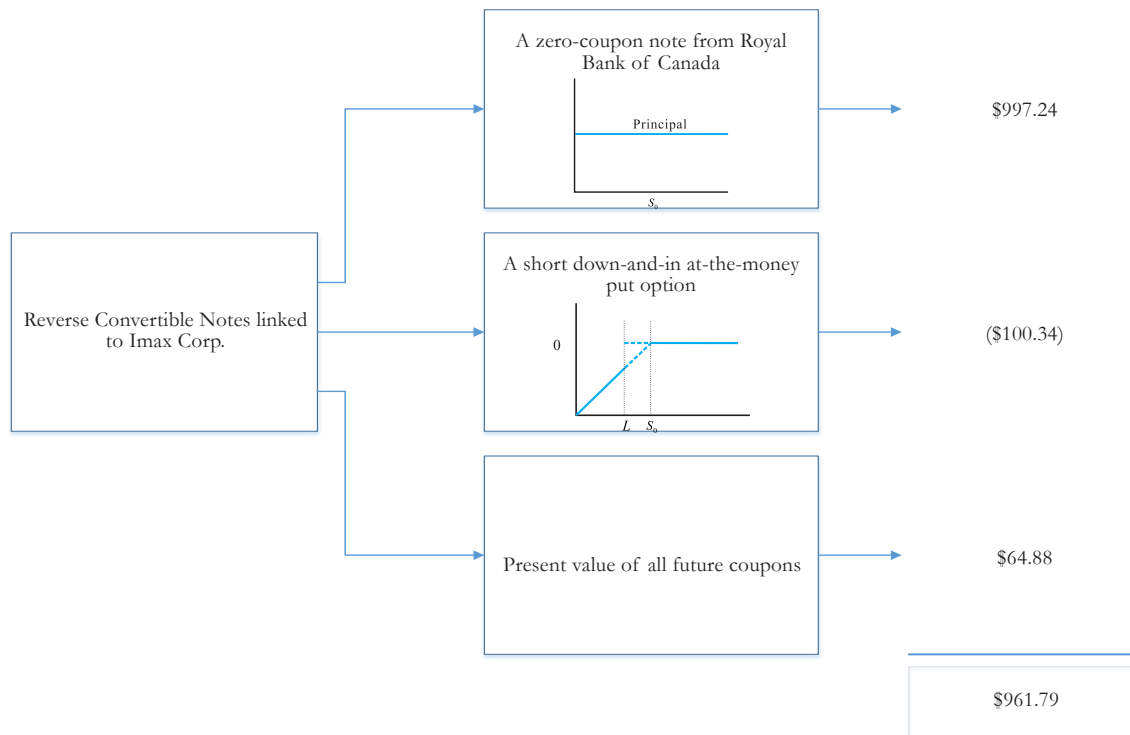 A zero-coupon note from Royal
Bank of Canada
Principal
S₀
$997.24
Reverse Convertible Notes linked
to Imax Corp.
A short down-and-in at-the-money
put option
0
L S₀
($100.34)
Present value of all future coupons
$64.88
$961.79